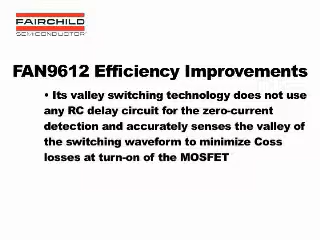 FAIRCHILD
SEMICONDUCTOR
FAN9612 Efficiency Improvements
• Its valley switching technology does not use
any RC delay circuit for the zero-current
detection and accurately senses the valley of
the switching waveform to minimize Coss
losses at turn-on of the MOSFET